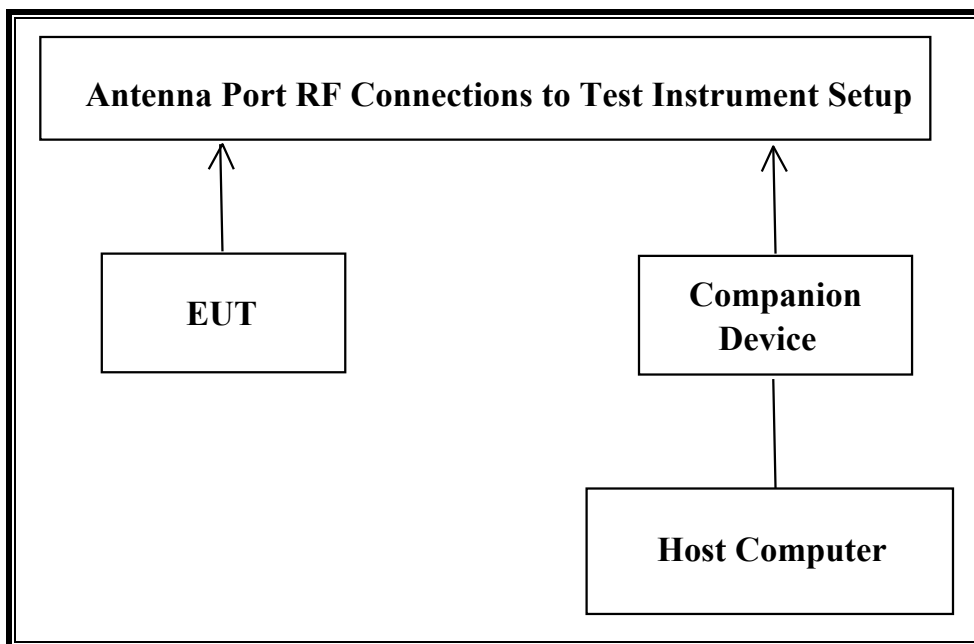 Antenna Port RF Connections to Test Instrument Setup
EUT
Companion
Device
Host Computer